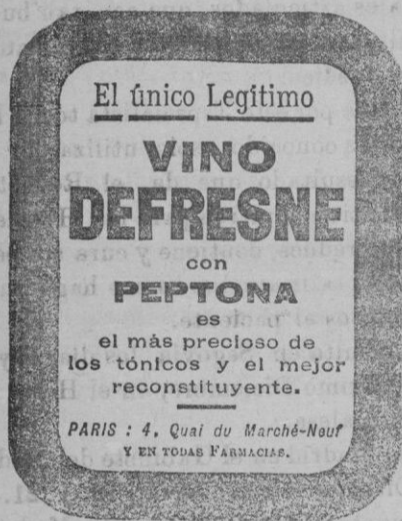 El único Legítimo
VINO
DEFRESNE
con
PEPTONA
es
el más precioso de
los tónicos y el mejor
reconstituyente.
PARIS : 4, Quai du Marché-Neuf
Y EN TODAS FARMACIAS.